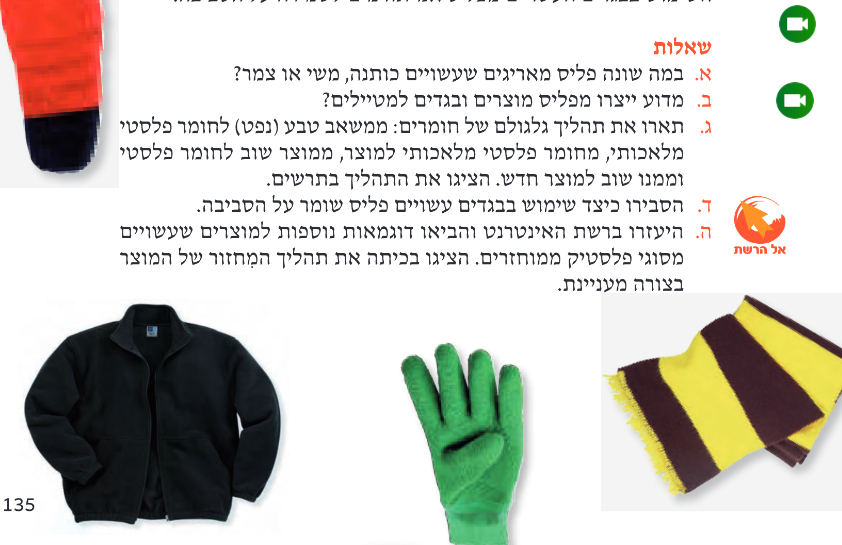 שאלות
א. במה שונה פליס מאריגים שעשויים כותנה, משי או צמר?
ב. מדוע ייצרו מפליס מוצרים ובגדים למטיילים?
ג. תארו את תהליך גלגולם של חומרים: ממשאב טבע (נפט) לחומר פלסטי
מלאכותי, מחומר פלסטי מלאכותי למוצר, ממוצר שוב לחומר פלסטי
וממנו שוב למוצר חדש. הציגו את התהליך בתרשים.
ד. הסבירו כיצד שימוש בבגדים עשויים פליס שומר על הסביבה.
ה. היעזרו ברשת האינטרנט והביאו דוגמאות נוספות למוצרים שעשויים
מסוגי פלסטיק ממוחזרים. הציגו בכיתה את תהליך המִחזור של המוצר
בצורה מעניינת.
אל הרשת
135